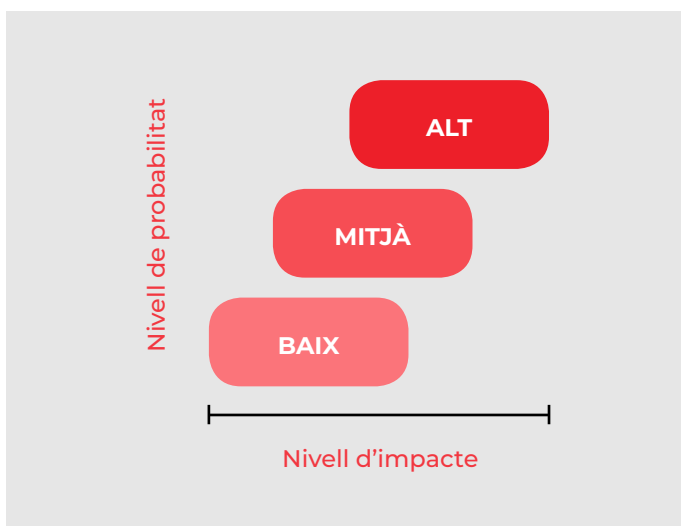 Nivell de probabilitat
ALT
MITJÀ
BAIX
Nivell d’impacte